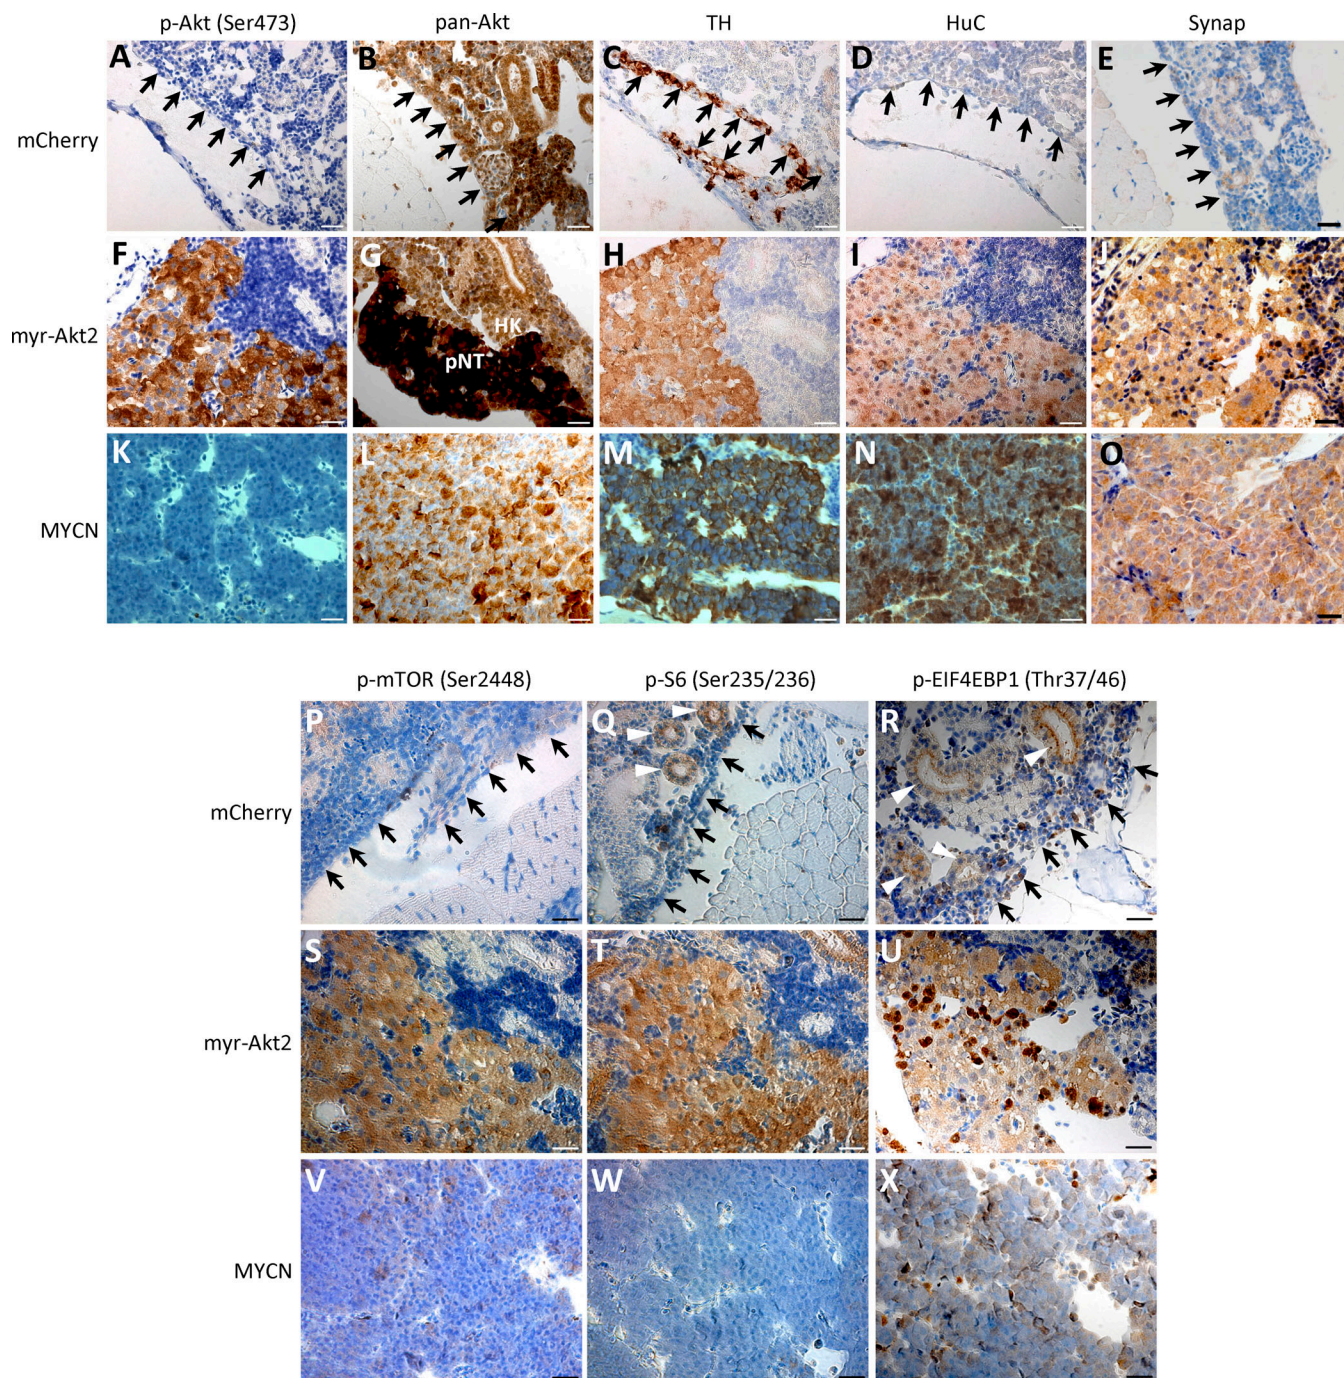 p-Akt (Ser473) pan-Akt TH HuC Synap
mCherry A B C D E
myr-Akt2 F G H I J
HK
pNT
MYCN K L M N O
p-mTOR (Ser2448) p-S6 (Ser235/236) p-EIF4EBP1 (Thr37/46)
mCherry P Q R
myr-Akt2 S T U
MYCN V W X